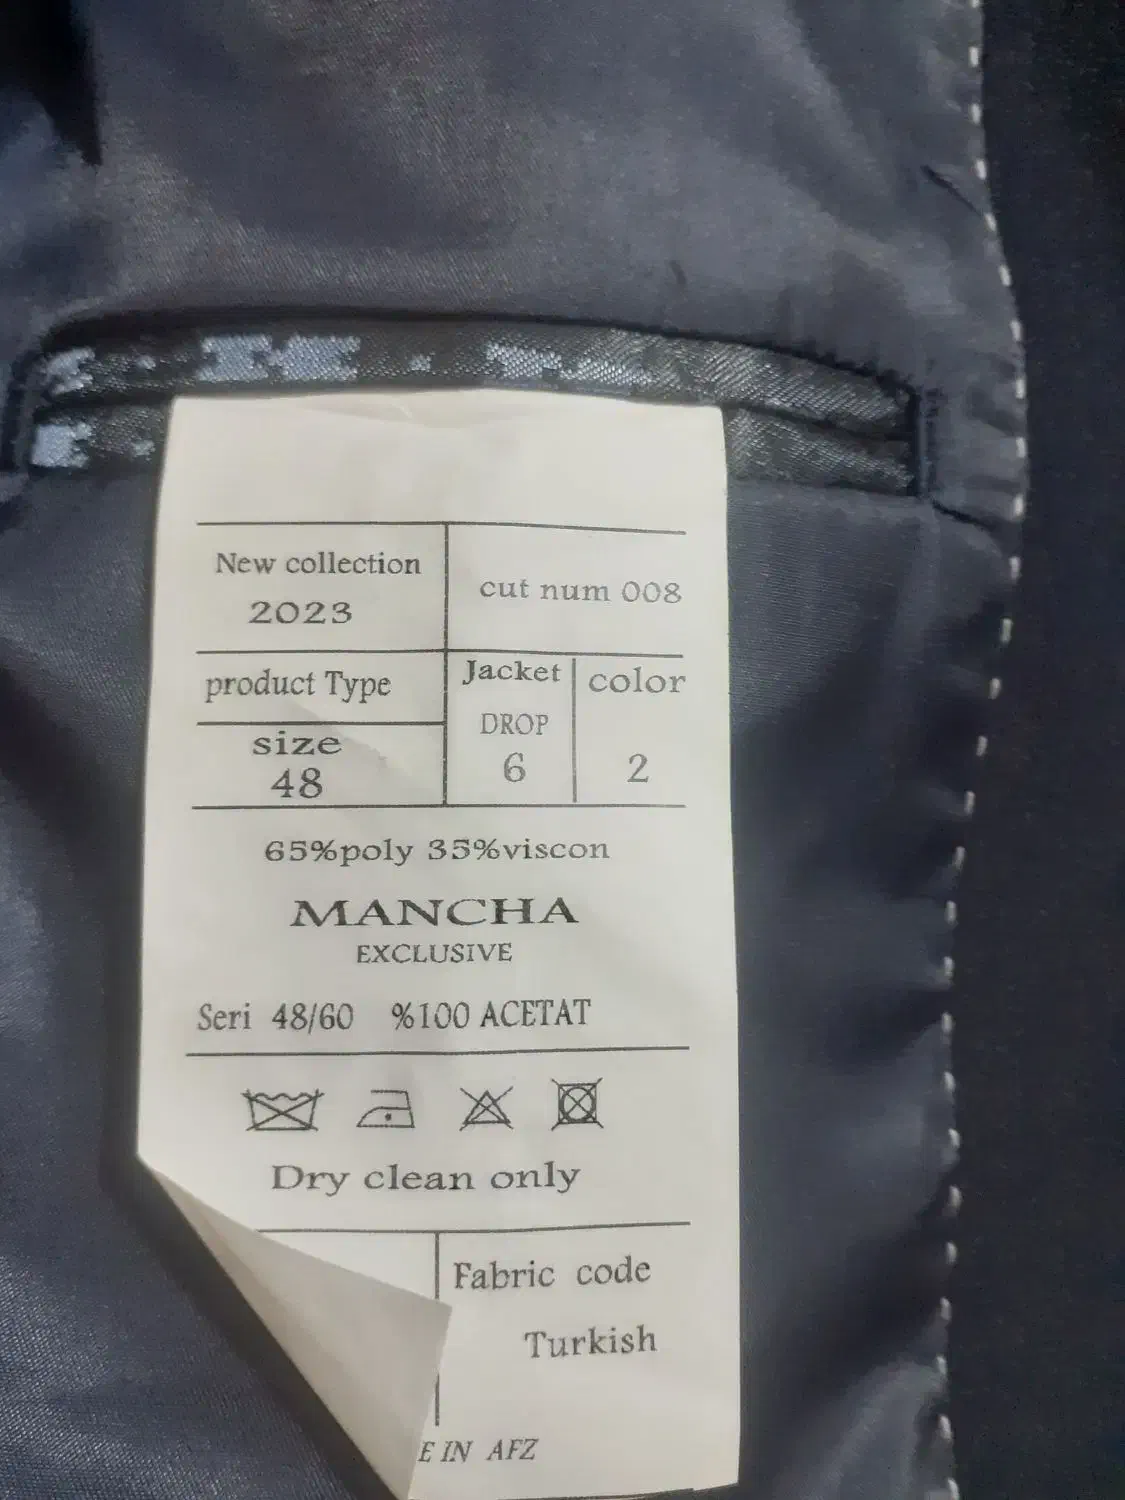 New collection
2023
cut num 008
product Type
Jacket
color
size
48
DROP
6
2
65%poly 35%viscon
MANCHA
EXCLUSIVE
Seri 48/60 %100 ACETAT
Dry clean only
Fabric code
Turkish
E IN AFZ